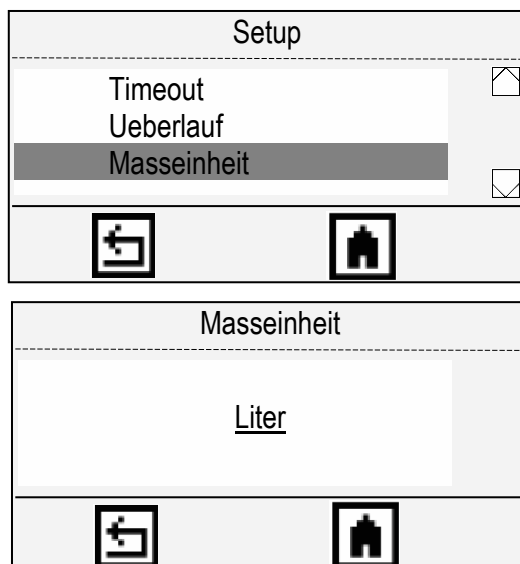 Setup
Timeout
Ueberlauf
Masseinheit
Masseinheit
Liter